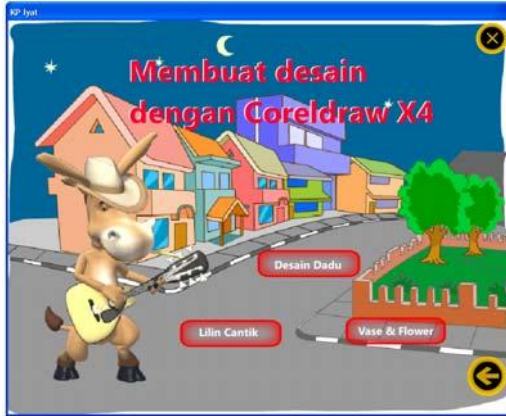 KP Iyat
Membuat desain
dengan Coreldraw X4
Desain Dadu
Lilin Cantik
Vase & Flower